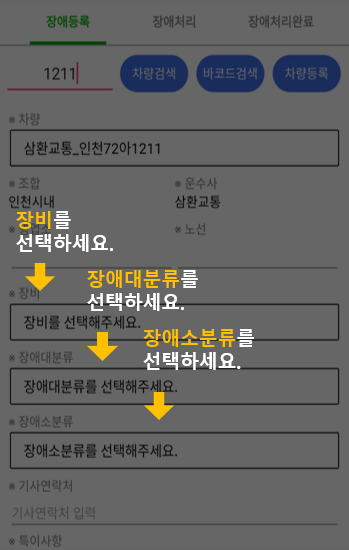 장애등록 장애처리 장애처리완료
1211 차량검색 바코드검색 차량등록
※ 차량
삼환교통_인천72아1211
※ 조합 ※ 운수사
인천시내 삼환교통
장비를
선택하세요.
※ 노선
※ 장비
장애대분류를
선택하세요.
장비를 선택해주세요.
장애소분류를
선택하세요.
※ 장애대분류
장애대분류를 선택해주세요.
※ 장애소분류
장애소분류를 선택해주세요.
※ 기사연락처
기사연락처 입력
※ 특이사항